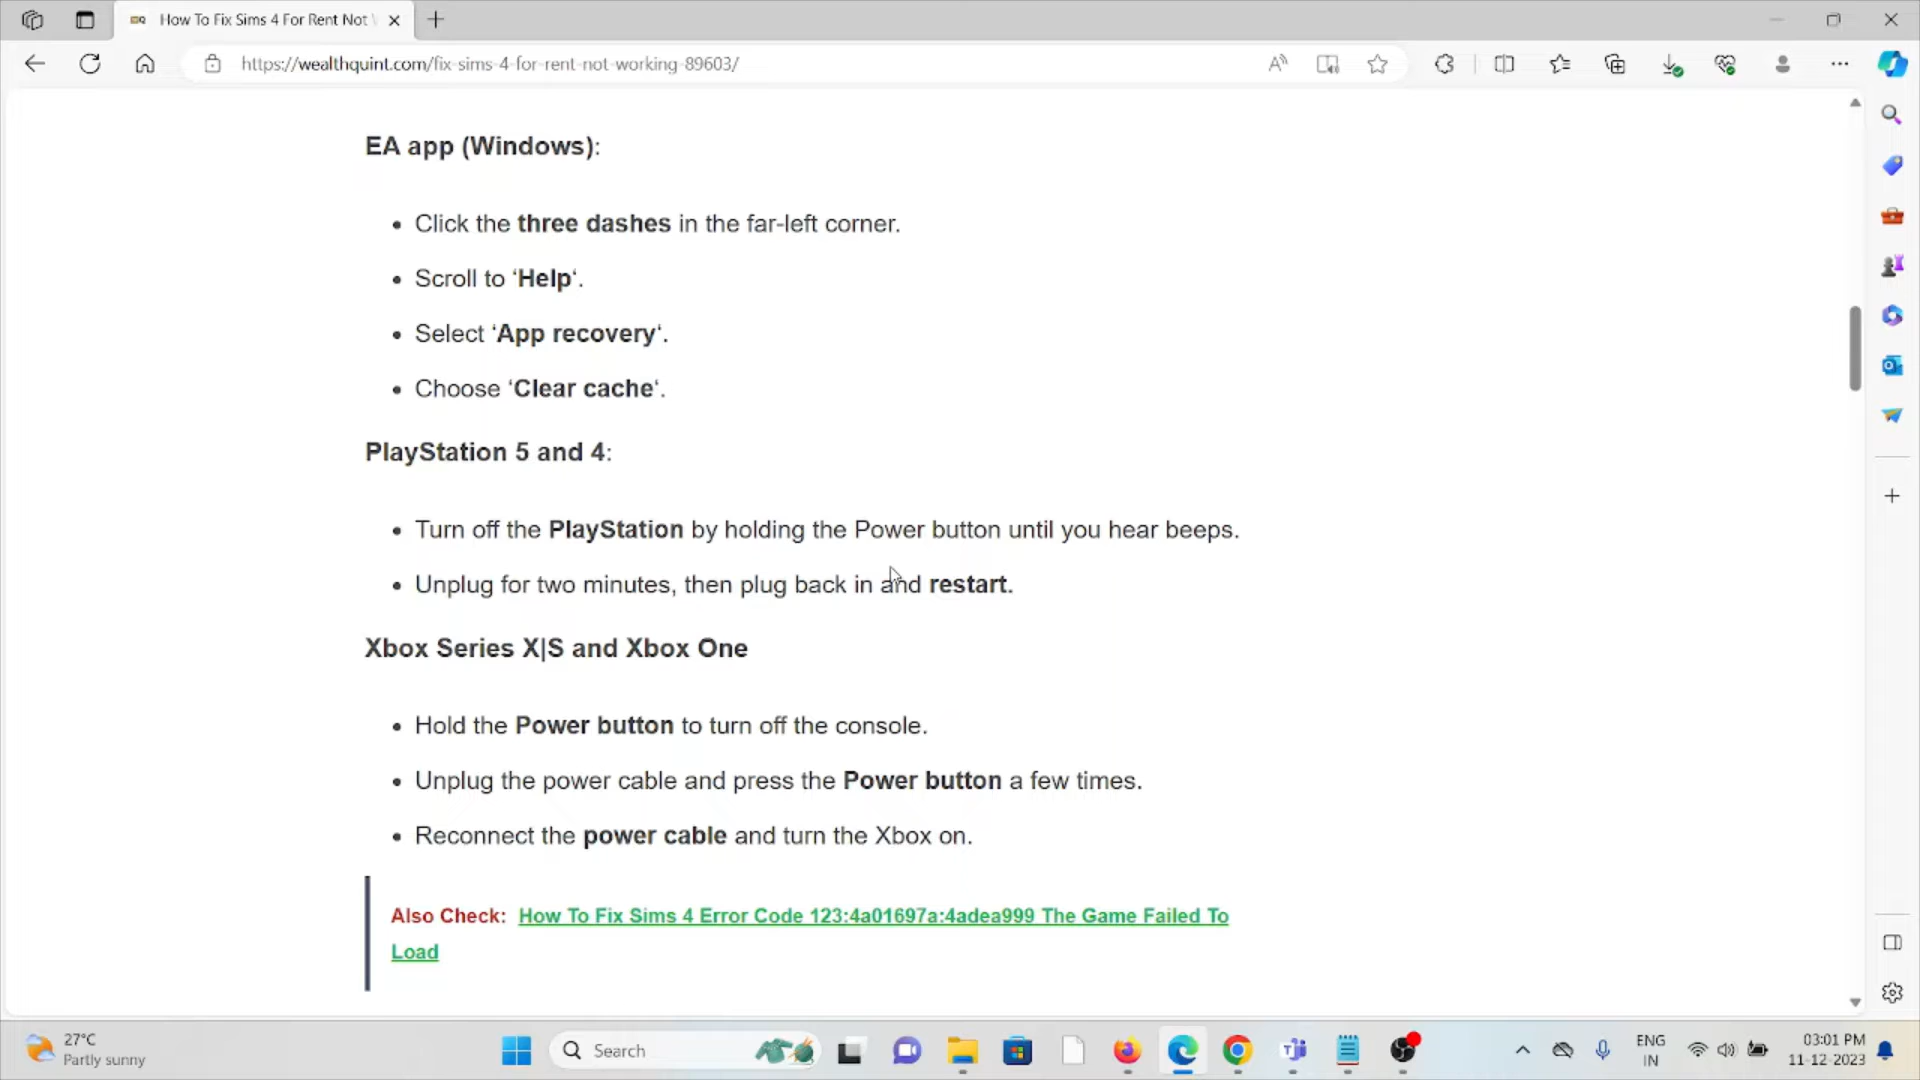 How To Fix Sims 4 For Rent Not
https://wealthquint.com/fix-sims-4-for-rent-not-working-89603/
EA app (Windows):
• Click the three dashes in the far-left corner.
• Scroll to ‘Help‘.
• Select ‘App recovery‘.
• Choose ‘Clear cache‘.
PlayStation 5 and 4:
• Turn off the PlayStation by holding the Power button until you hear beeps.
• Unplug for two minutes, then plug back in and restart.
Xbox Series X|S and Xbox One
• Hold the Power button to turn off the console.
• Unplug the power cable and press the Power button a few times.
• Reconnect the power cable and turn the Xbox on.
Also Check: How To Fix Sims 4 Error Code 123:4a01697a:4adea999 The Game Failed To
Load
27°C
Partly sunny
Search
ENG
IN
03:01 PM
11-12-2023